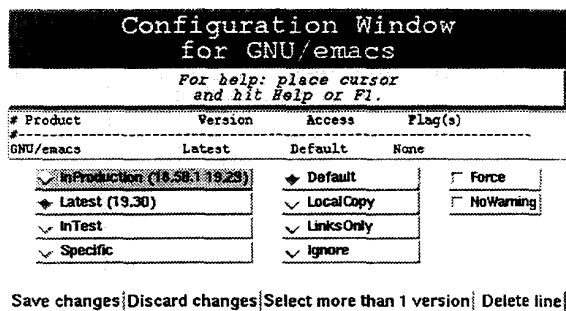 Configuration Window
for GNU/emacs
For help: place cursor
and hit Help or F1.
# Product Version Access Flag(s)
#------------------------------------------------------------
GNU/emacs Latest Default None
InProduction (18.58.1 19.29) Default Force
Latest (19.30) LocalCopy NoWarning
InTest LinksOnly
Specific Ignore
Save changes Discard changes Select more than 1 version Delete line